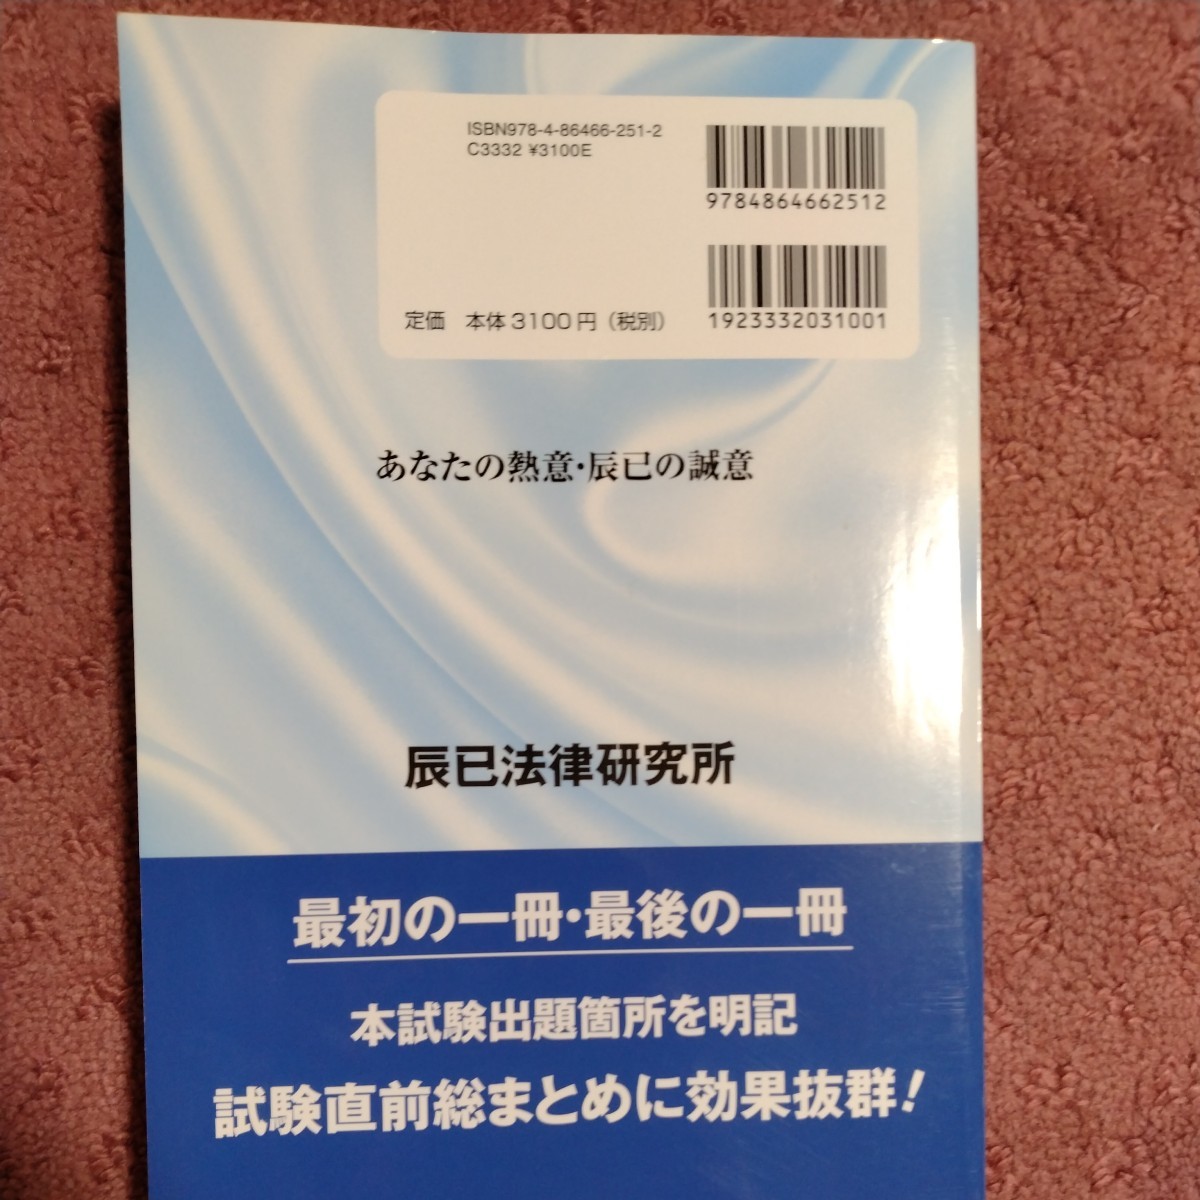 ISBN978-4-86466-251-2
C3332 ¥3100E
9784864662512
1923332031001
定価 本体3100円（税別）
あなたの熱意・辰已の誠意
辰已法律研究所
最初の一冊・最後の一冊
本試験出題箇所を明記
試験直前総まとめに効果抜群！